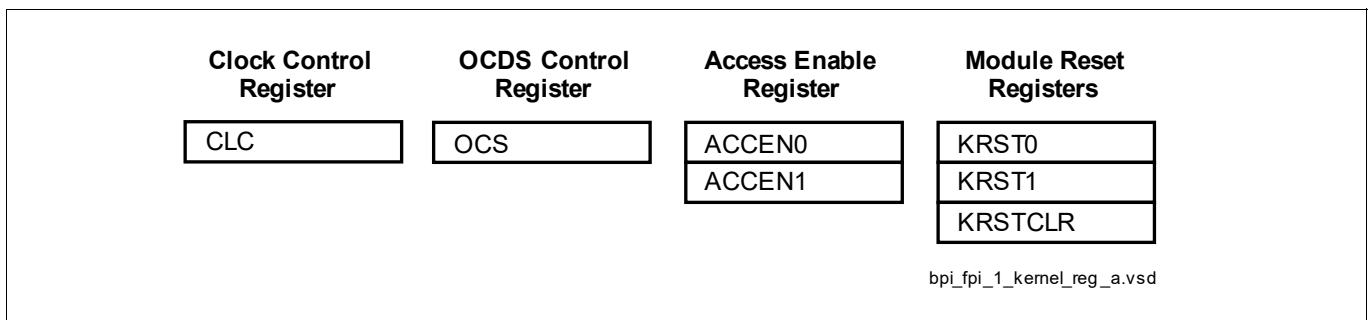 Clock Control
Register
CLC
OCDS Control
Register
OCS
Access Enable
Register
ACCEN0
ACCEN1
Module Reset
Registers
KRST0
KRST1
KRSTCLR
bpi_fpi_1_kernel_reg_a.vsd